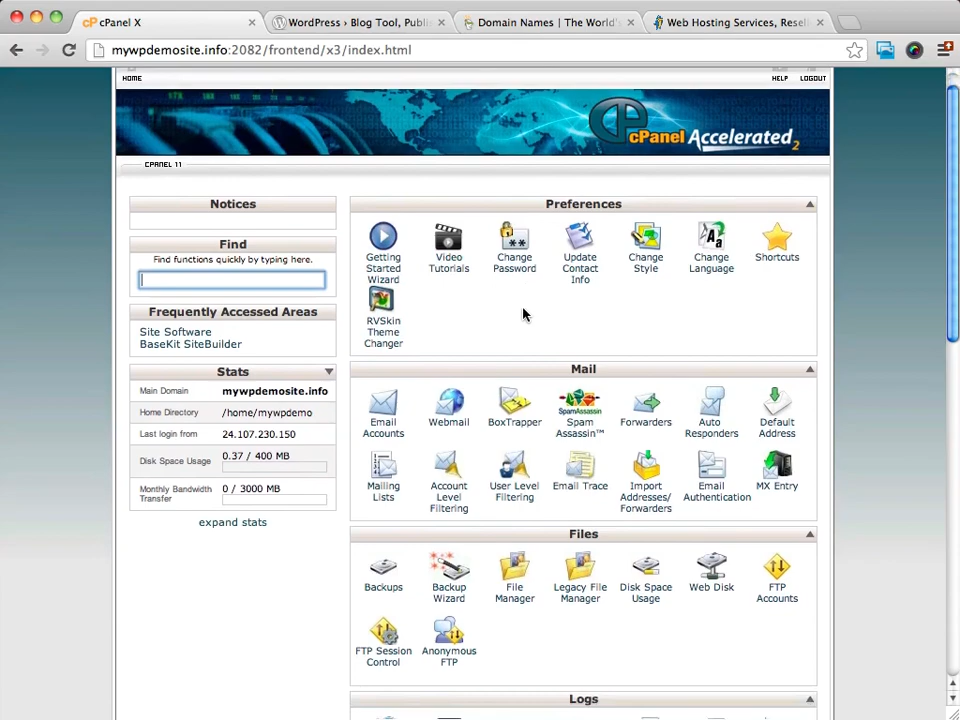 cP cPanel X
WordPress › Blog Tool, Publis
Domain Names | The World's
Web Hosting Services, Resell
mywpdemosite.info:2082/frontend/x3/index.html
HOME
HELP LOGOUT
cPanel Accelerated2
CPANEL 11
Notices
Find
Find functions quickly by typing here.
Frequently Accessed Areas
Site Software
BaseKit SiteBuilder
Stats
Main Domain mywpdemosite.info
Home Directory /home/mywpdemo
Last login from 24.107.230.150
Disk Space Usage 0.37 / 400 MB
Monthly Bandwidth
Transfer
0 / 3000 MB
expand stats
Preferences
Getting
Started
Wizard
Video
Tutorials
Change
Password
Update
Contact
Info
Change
Style
Change
Language
Shortcuts
RVSkin
Theme
Changer
Mail
Email
Accounts
Webmail
BoxTrapper
SpamAssassin
Spam
Assassin™
Forwarders
Auto
Responders
Default
Address
Mailing
Lists
Account
Level
Filtering
User Level
Filtering
Email Trace
Import
Addresses/
Forwarders
Email
Authentication
MX Entry
Files
Backups
Backup
Wizard
File
Manager
Legacy File
Manager
Disk Space
Usage
Web Disk
FTP
Accounts
FTP Session
Control
Anonymous
FTP
Logs